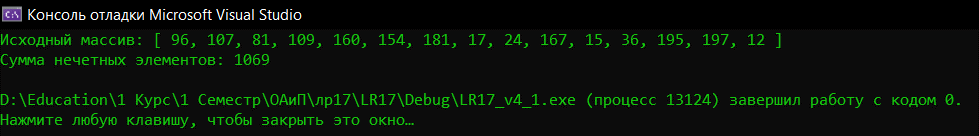 Консоль отладки Microsoft Visual Studio
Исходный массив: [ 96, 107, 81, 109, 160, 154, 181, 17, 24, 167, 15, 36, 195, 197, 12 ]
Сумма нечетных элементов: 1069
D:\Education\1 Курс\1 Семестр\ОАиП\лр17\LR17\Debug\LR17_v4_1.exe (процесс 13124) завершил работу с кодом 0.
Нажмите любую клавишу, чтобы закрыть это окно…